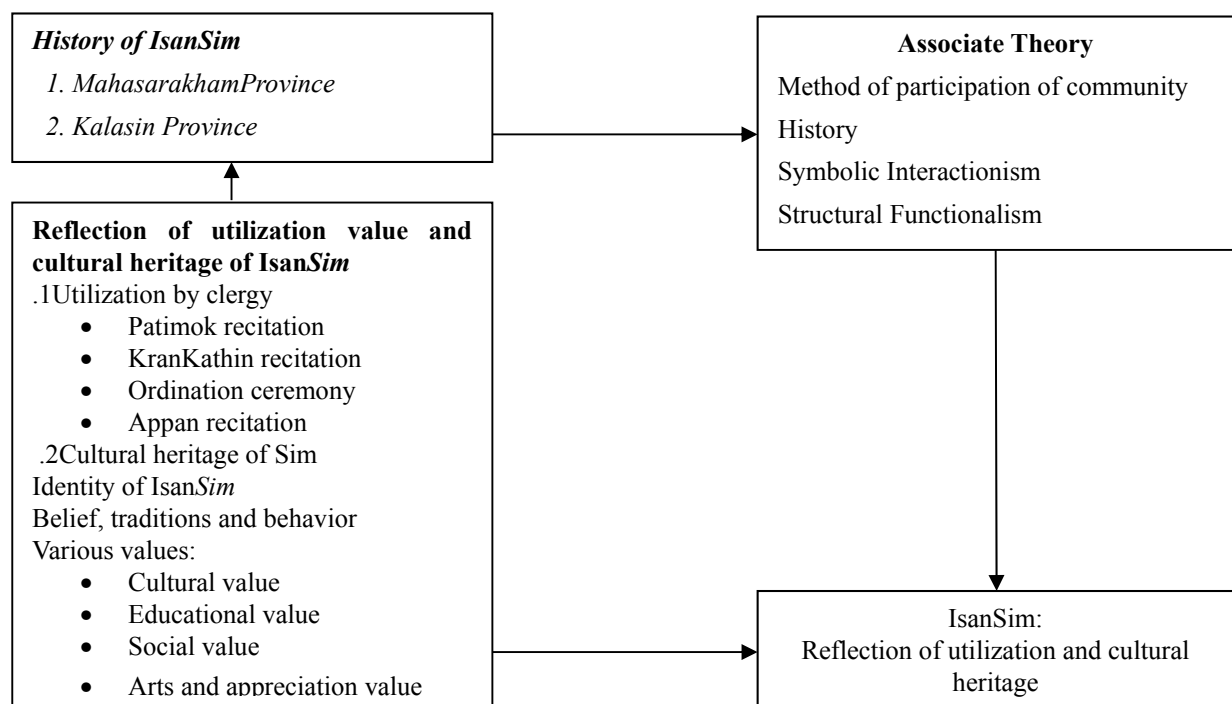 History of IsanSim
1. MahasarakhamProvince
2. Kalasin Province
Associate Theory
Method of participation of community
History
Symbolic Interactionism
Structural Functionalism
Reflection of utilization value and
cultural heritage of IsanSim
.1Utilization by clergy
• Patimok recitation
• KranKathin recitation
• Ordination ceremony
• Appan recitation
.2Cultural heritage of Sim
Identity of IsanSim
Belief, traditions and behavior
Various values:
• Cultural value
• Educational value
• Social value
• Arts and appreciation value
IsanSim:
Reflection of utilization and cultural
heritage